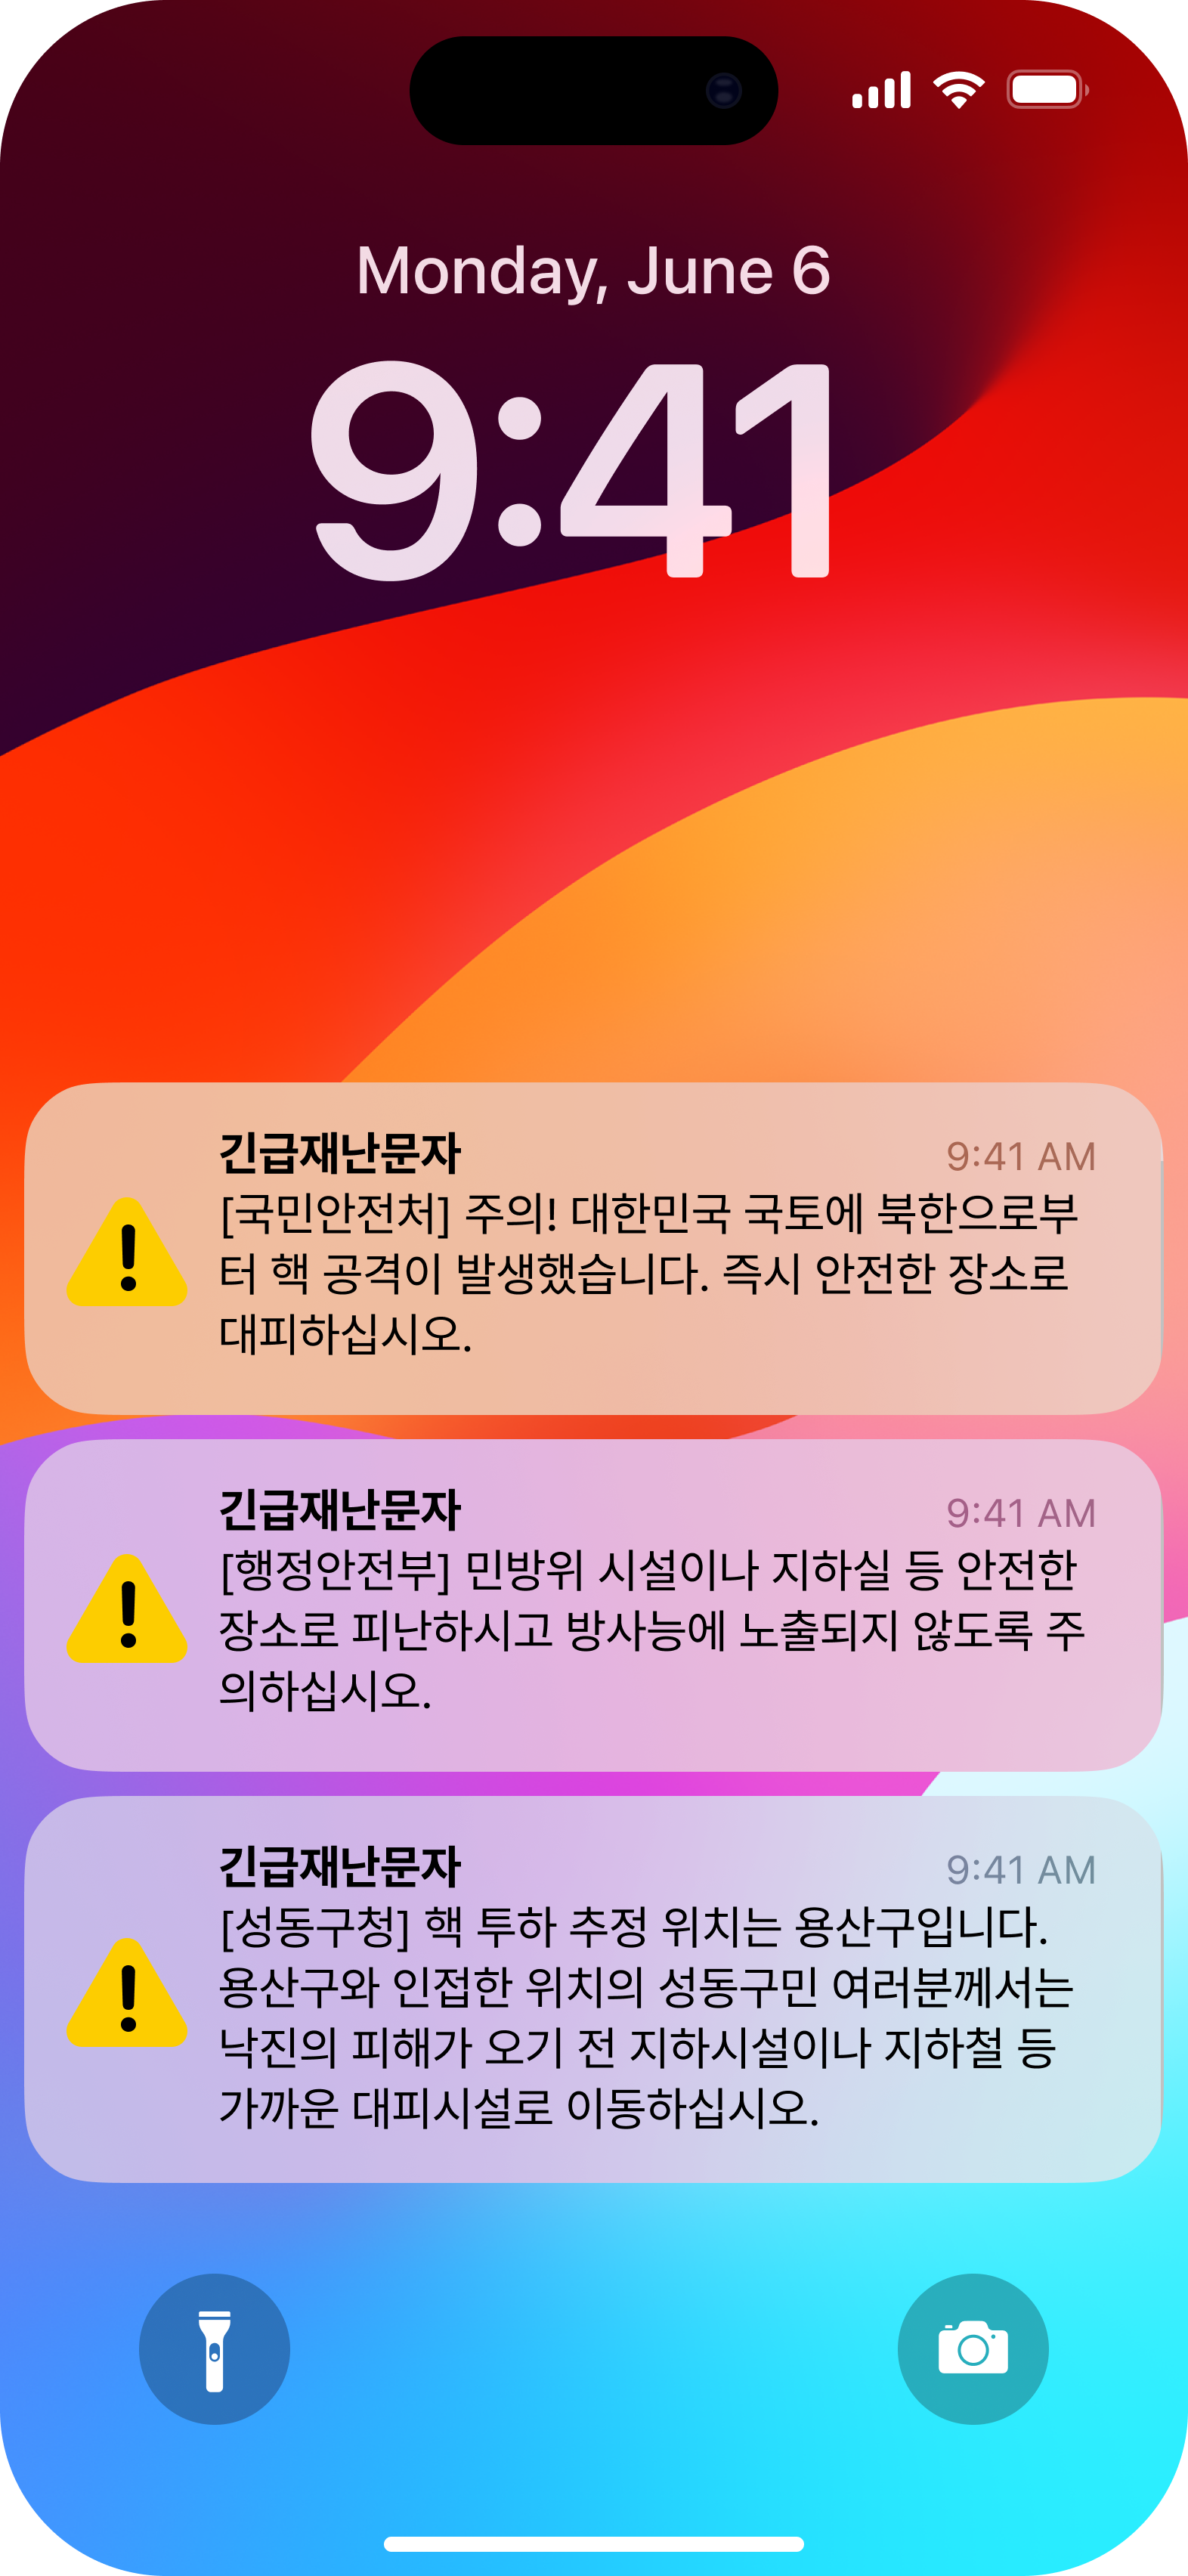 Monday, June 6
9:41
긴급재난문자
9:41 AM
[국민안전처] 주의! 대한민국 국토에 북한으로부
터 핵 공격이 발생했습니다. 즉시 안전한 장소로
대피하십시오.
긴급재난문자
9:41 AM
[행정안전부] 민방위 시설이나 지하실 등 안전한
장소로 피난하시고 방사능에 노출되지 않도록 주
의하십시오.
긴급재난문자
9:41 AM
[성동구청] 핵 투하 추정 위치는 용산구입니다.
용산구와 인접한 위치의 성동구민 여러분께서는
낙진의 피해가 오기 전 지하시설이나 지하철 등
가까운 대피시설로 이동하십시오.